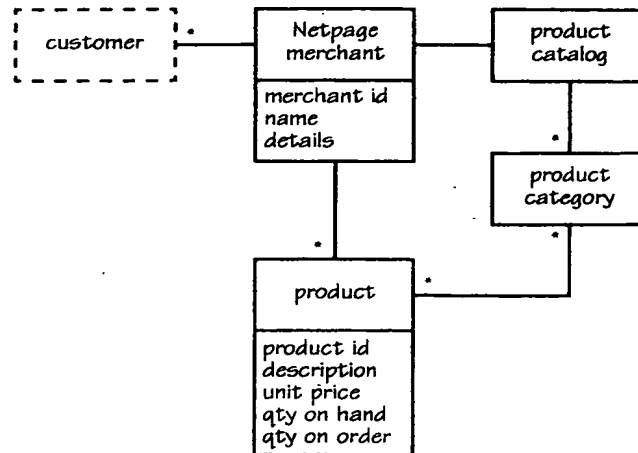 customer
*
Netpage
merchant
merchant id
name
details
product
catalog
*
product
category
*
*
*
product
product id
description
unit price
qty on hand
qty on order